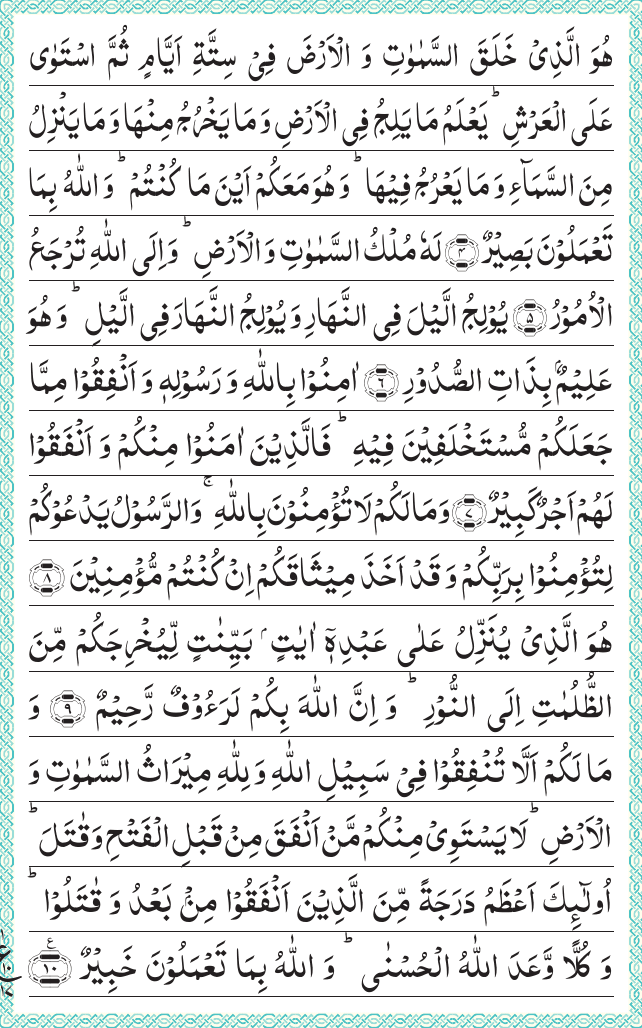 هُوَ الَّذِیْ خَلَقَ السَّمٰوٰتِ وَ الْاَرْضَ فِیْ سِتَّةِ اَیَّامٍ ثُمَّ اسْتَوٰی
عَلَی الْعَرْشِ ؕ یَعْلَمُ مَا یَلِجُ فِی الْاَرْضِ وَ مَا یَخْرُجُ مِنْهَا وَ مَا یَنْزِلُ
مِنَ السَّمَآءِ وَ مَا یَعْرُجُ فِیْهَا ؕ وَ هُوَ مَعَكُمْ اَیْنَ مَا كُنْتُمْ ؕ وَ اللّٰهُ بِمَا
تَعْمَلُوْنَ بَصِیْرٌ ﴿۴﴾ لَهٗ مُلْكُ السَّمٰوٰتِ وَ الْاَرْضِ ؕ وَ اِلَی اللّٰهِ تُرْجَعُ
الْاُمُوْرُ ﴿۵﴾ یُوْلِجُ الَّیْلَ فِی النَّهَارِ وَ یُوْلِجُ النَّهَارَ فِی الَّیْلِ ؕ وَ هُوَ
عَلِیْمٌۢ بِذَاتِ الصُّدُوْرِ ﴿۶﴾ اٰمِنُوْا بِاللّٰهِ وَ رَسُوْلِهٖ وَ اَنْفِقُوْا مِمَّا
جَعَلَكُمْ مُّسْتَخْلَفِیْنَ فِیْهِ ؕ فَالَّذِیْنَ اٰمَنُوْا مِنْكُمْ وَ اَنْفَقُوْا
لَهُمْ اَجْرٌ كَبِیْرٌ ﴿۷﴾ وَ مَا لَكُمْ لَا تُؤْمِنُوْنَ بِاللّٰهِ ۚ وَ الرَّسُوْلُ یَدْعُوْكُمْ
لِتُؤْمِنُوْا بِرَبِّكُمْ وَ قَدْ اَخَذَ مِیْثَاقَكُمْ اِنْ كُنْتُمْ مُّؤْمِنِیْنَ ﴿۸﴾
هُوَ الَّذِیْ یُنَزِّلُ عَلٰی عَبْدِهٖۤ اٰیٰتٍۭ بَیِّنٰتٍ لِّیُخْرِجَكُمْ مِّنَ
الظُّلُمٰتِ اِلَی النُّوْرِ ؕ وَ اِنَّ اللّٰهَ بِكُمْ لَرَءُوْفٌ رَّحِیْمٌ ﴿۹﴾ وَ
مَا لَكُمْ اَلَّا تُنْفِقُوْا فِیْ سَبِیْلِ اللّٰهِ وَ لِلّٰهِ مِیْرَاثُ السَّمٰوٰتِ وَ
الْاَرْضِ ؕ لَا یَسْتَوِیْ مِنْكُمْ مَّنْ اَنْفَقَ مِنْ قَبْلِ الْفَتْحِ وَ قٰتَلَ ؕ
اُولٰٓئِكَ اَعْظَمُ دَرَجَةً مِّنَ الَّذِیْنَ اَنْفَقُوْا مِنْۢ بَعْدُ وَ قٰتَلُوْا ؕ
وَ كُلًّا وَّعَدَ اللّٰهُ الْحُسْنٰی ؕ وَ اللّٰهُ بِمَا تَعْمَلُوْنَ خَبِیْرٌ ﴿۱۰﴾ ع